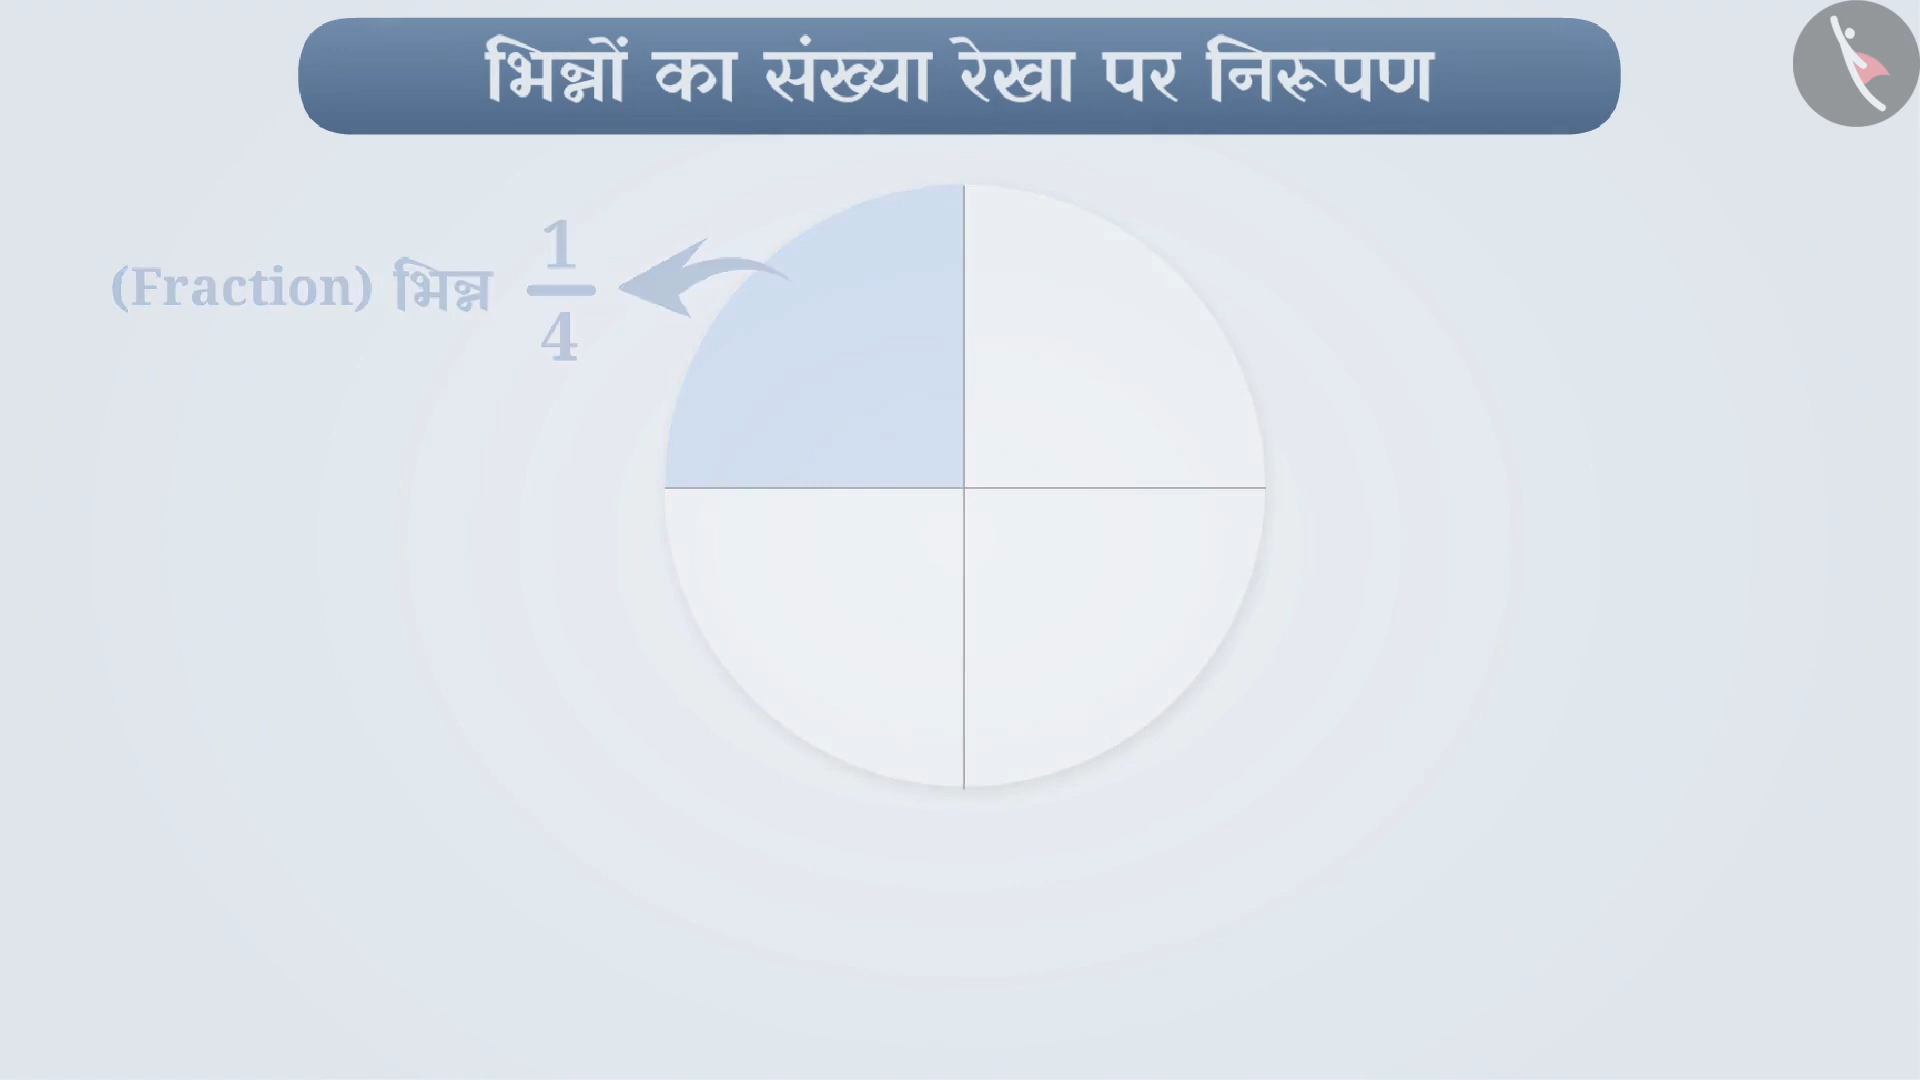 भिन्नों का संख्या रेखा पर निरूपण
(Fraction) भिन्न 1/4